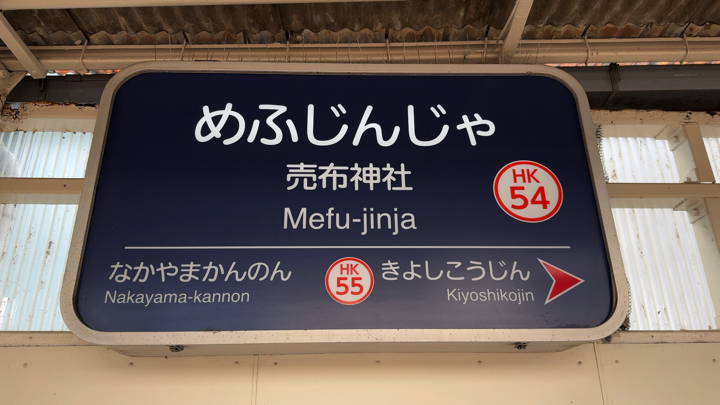 めふじんじゃ
売布神社
Mefu-jinja
HK
54
なかやまかんのん
Nakayama-kannon
HK
55
きよしこうじん
Kiyoshikojin